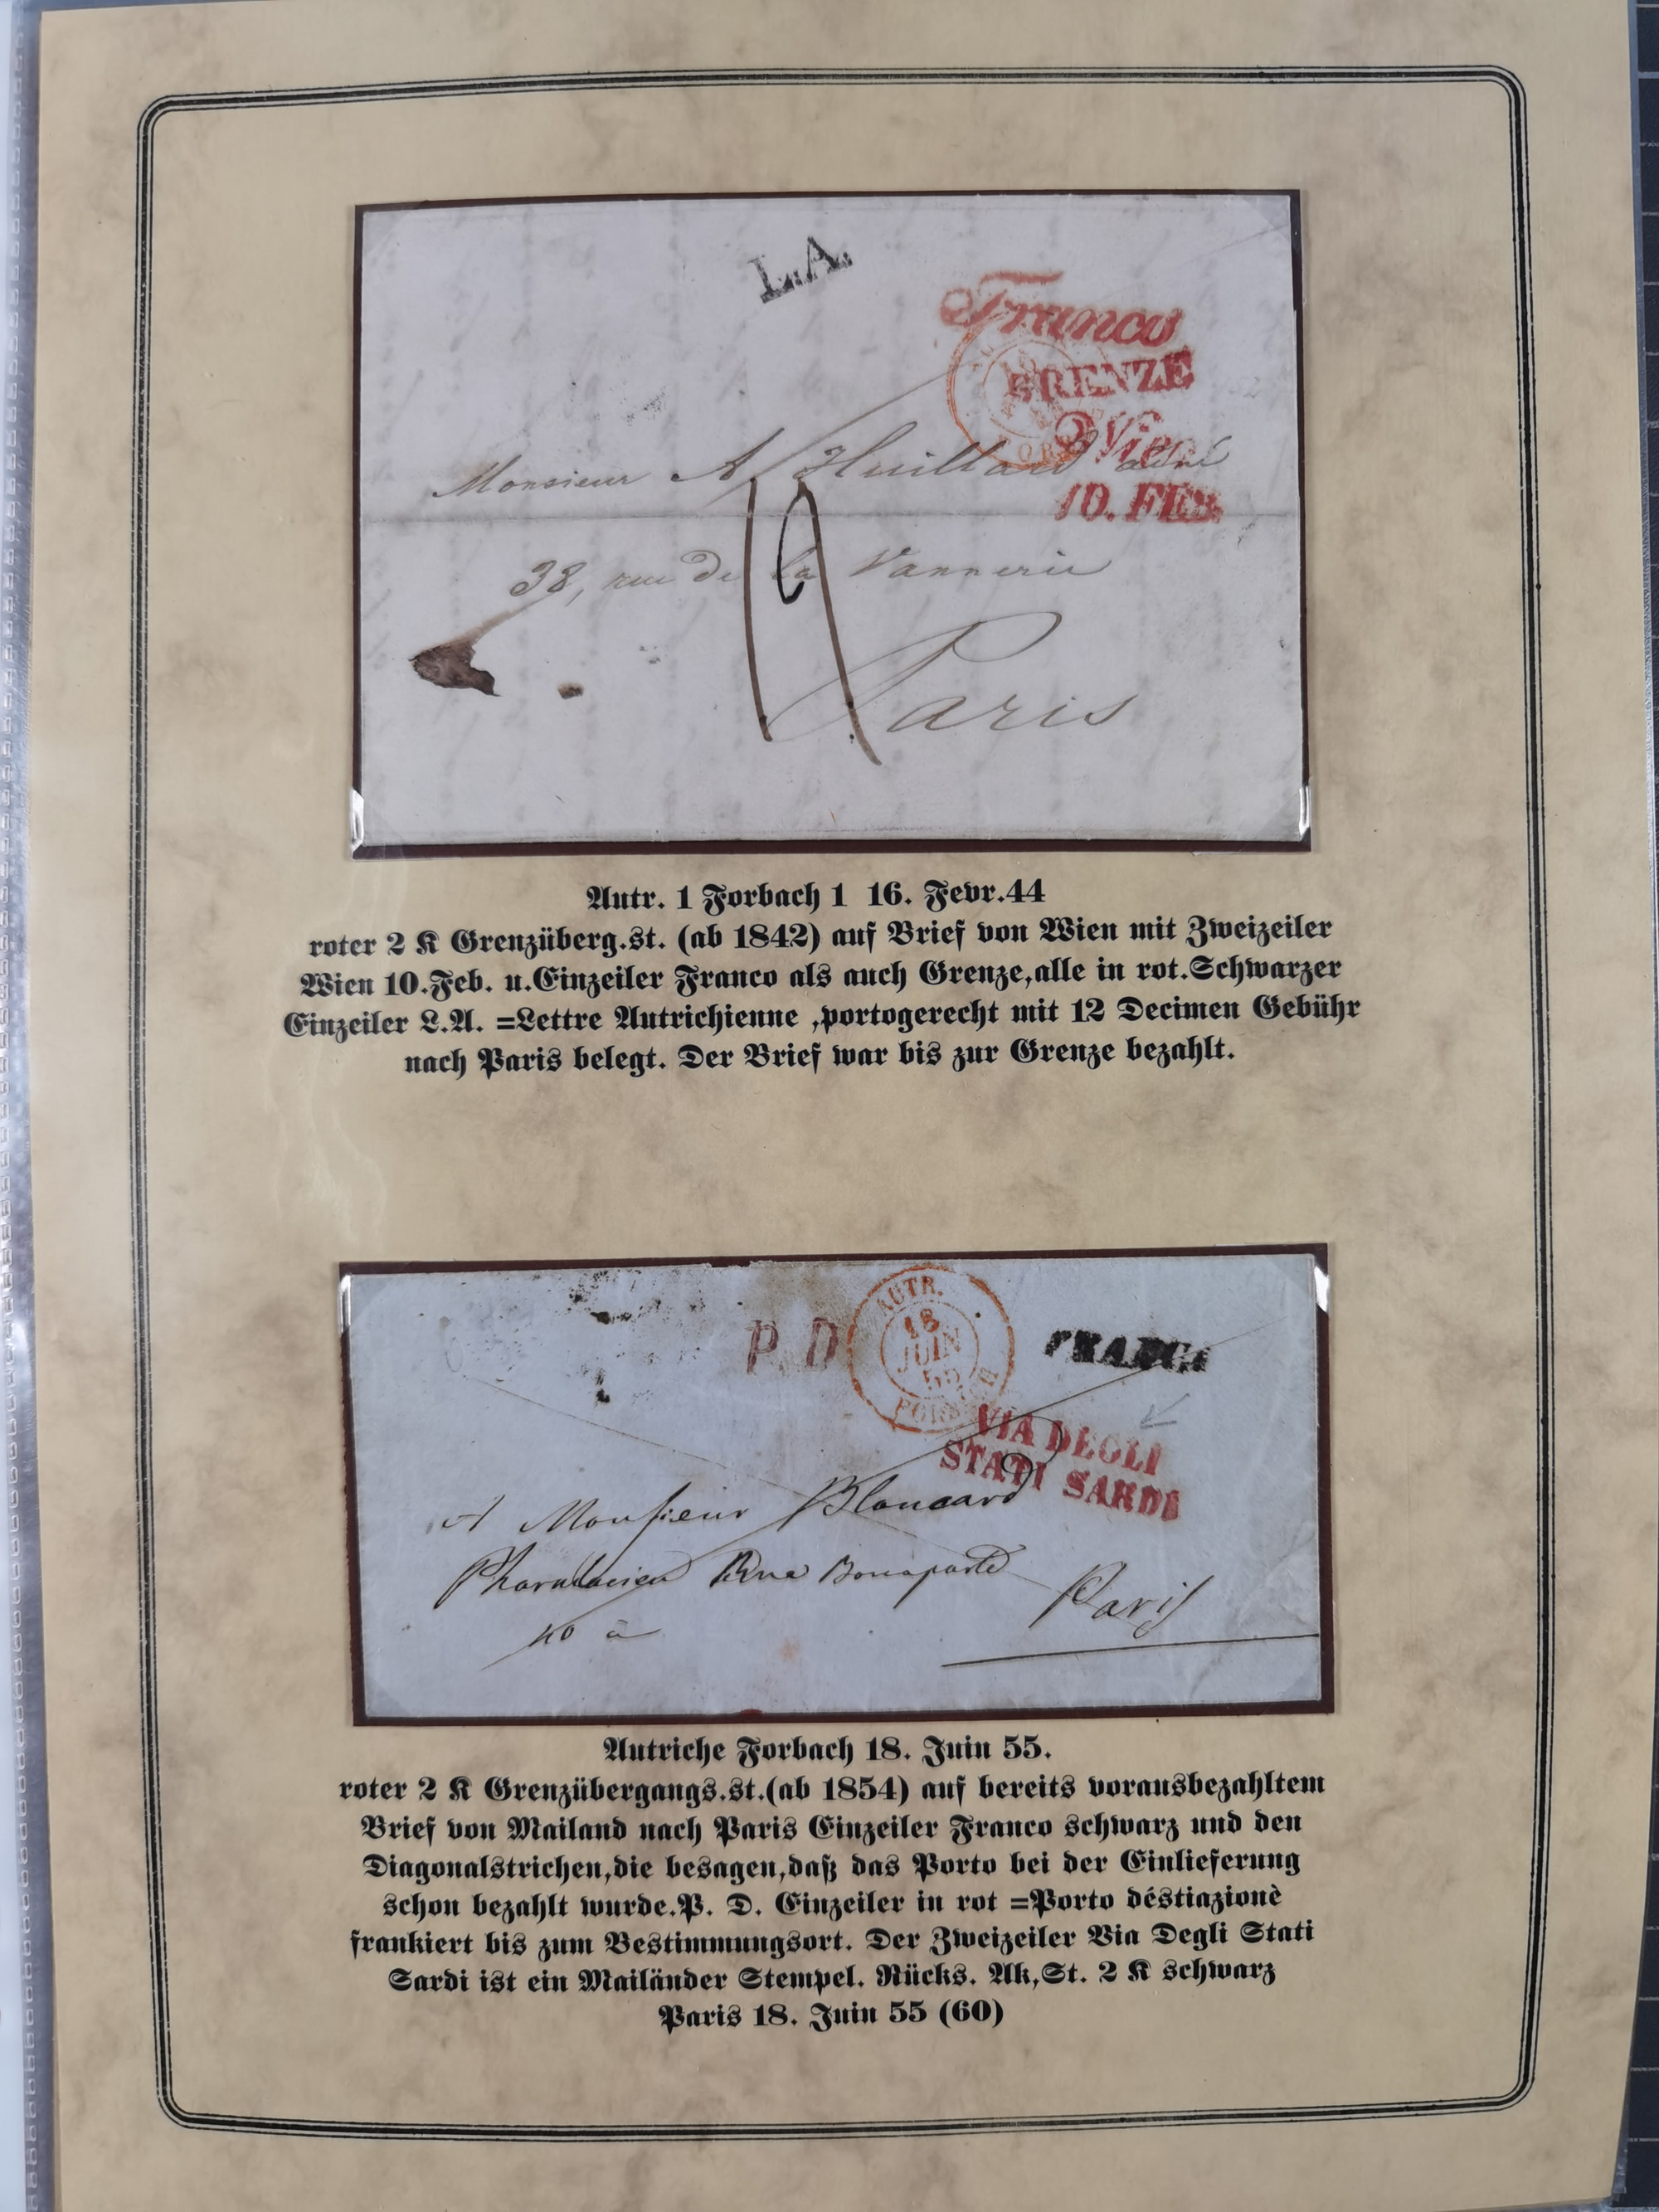 L.A.
Franco
GRENZE
Wien
10. FEB.
Monsieur A Huillard aîné
38, rue de la Vannerie
Paris
Autr. 1 Forbach 1 16. Fevr.44
roter 2 K Grenzüberg.st. (ab 1842) auf Brief von Wien mit Zweizeiler
Wien 10.Feb. u.Einzeiler Franco als auch Grenze,alle in rot.Schwarzer
Einzeiler L.A. =Lettre Autrichienne ,portogerecht mit 12 Decimen Gebühr
nach Paris belegt. Der Brief war bis zur Grenze bezahlt.
P.D
AUTR.
18
JUIN
55
FRANCO
VIA DEGLI
STATI SARDI
A Monsieur Blancard
Pharmacien Rue Bonaparte
40 à Paris
Autriche Forbach 18. Juin 55.
roter 2 K Grenzübergangs.st.(ab 1854) auf bereits vorausbezahltem
Brief von Mailand nach Paris Einzeiler Franco schwarz und den
Diagonalstrichen,die besagen,daß das Porto bei der Einlieferung
schon bezahlt wurde.P. D. Einzeiler in rot =Porto déstiazionè
frankiert bis zum Bestimmungsort. Der Zweizeiler Via Degli Stati
Sardi ist ein Mailänder Stempel. Rücks. Ak,St. 2 K schwarz
Paris 18. Juin 55 (60)